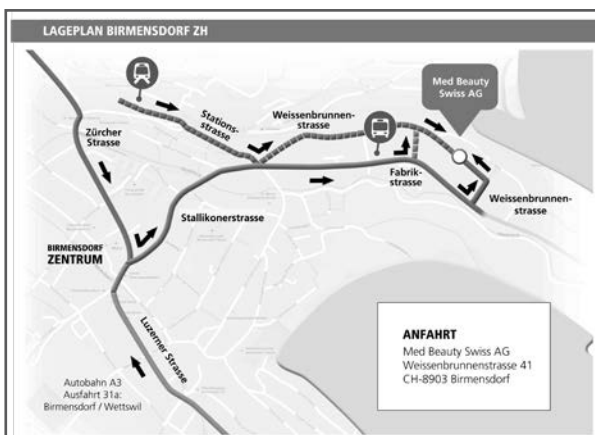 LAGEPLAN BIRMENSDORF ZH
Med Beauty
Swiss AG
Stations-
strasse
Weissenbrunnen-
strasse
Zürcher
Strasse
Fabrik-
strasse
Weissenbrunnen-
strasse
Stallikonerstrasse
BIRMENSDORF
ZENTRUM
Luzerner Strasse
Autobahn A3
Ausfahrt 31a:
Birmensdorf / Wettswil
ANFAHRT
Med Beauty Swiss AG
Weissenbrunnenstrasse 41
CH-8903 Birmensdorf